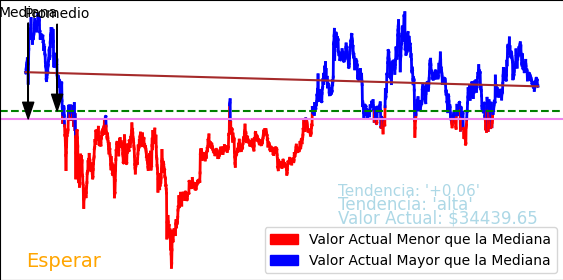 Mediana
Promedio
Tendencia: '+0.06'
Tendencia: 'alta'
Valor Actual: $34439.65
Valor Actual Menor que la Mediana
Valor Actual Mayor que la Mediana
Esperar